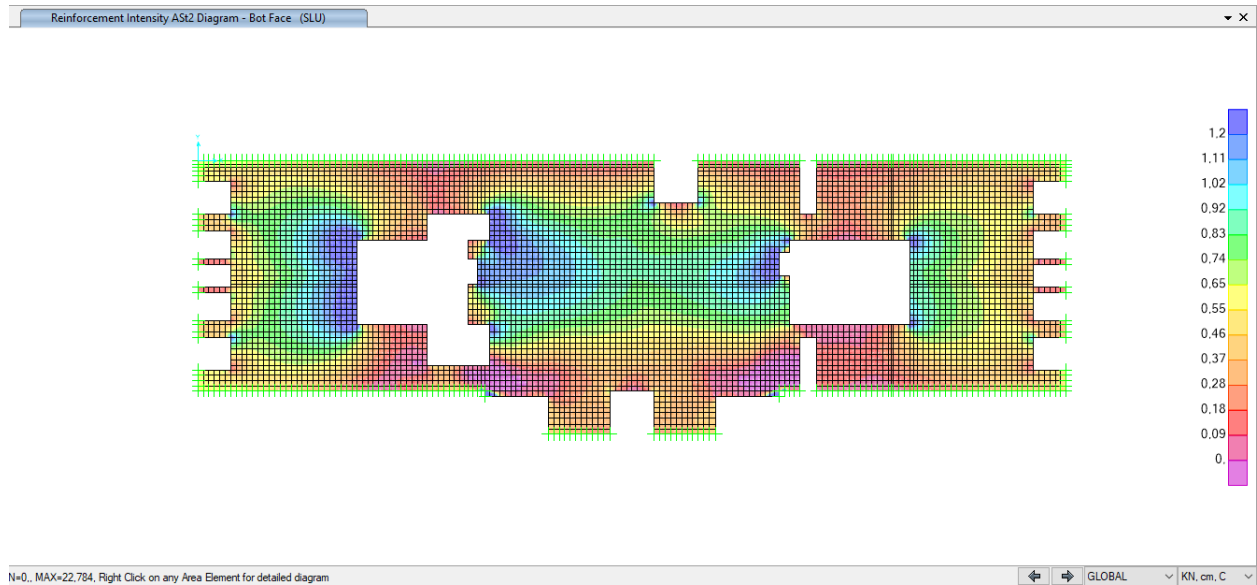 Reinforcement Intensity ASt2 Diagram - Bot Face (SLU)
Y
1,2
1,11
1,02
0,92
0,83
0,74
0,65
0,55
0,46
0,37
0,28
0,18
0,09
0,
N=0,, MAX=22,784, Right Click on any Area Element for detailed diagram
GLOBAL
KN, cm, C